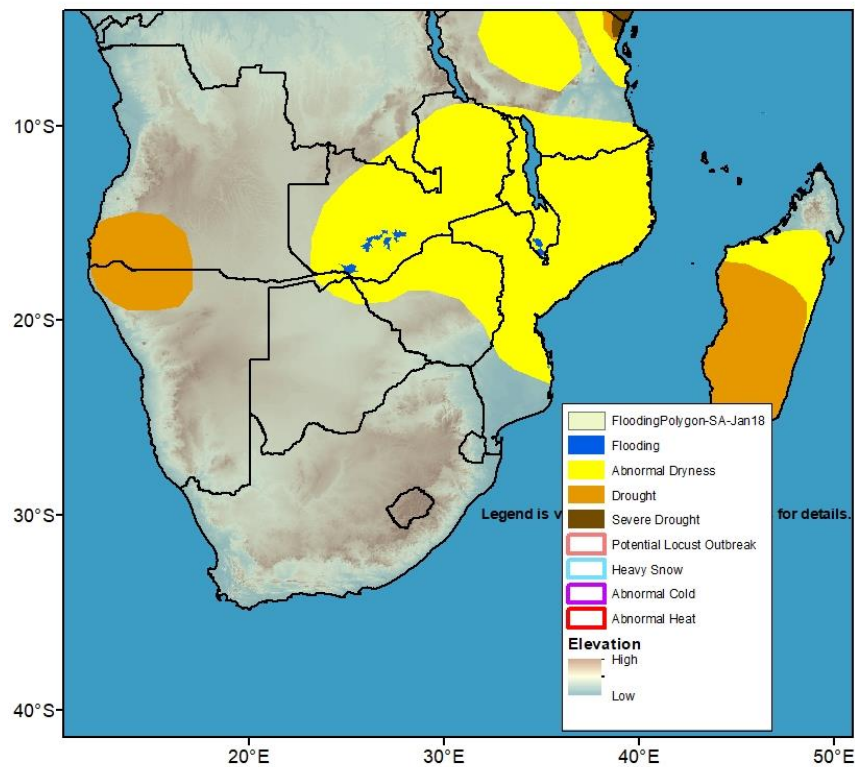 10°S
20°S
30°S
40°S
20°E
30°E
40°E
50°E
Legend is v
for details.
FloodingPolygon-SA-Jan18
Flooding
Abnormal Dryness
Drought
Severe Drought
Potential Locust Outbreak
Heavy Snow
Abnormal Cold
Abnormal Heat
Elevation
High
Low